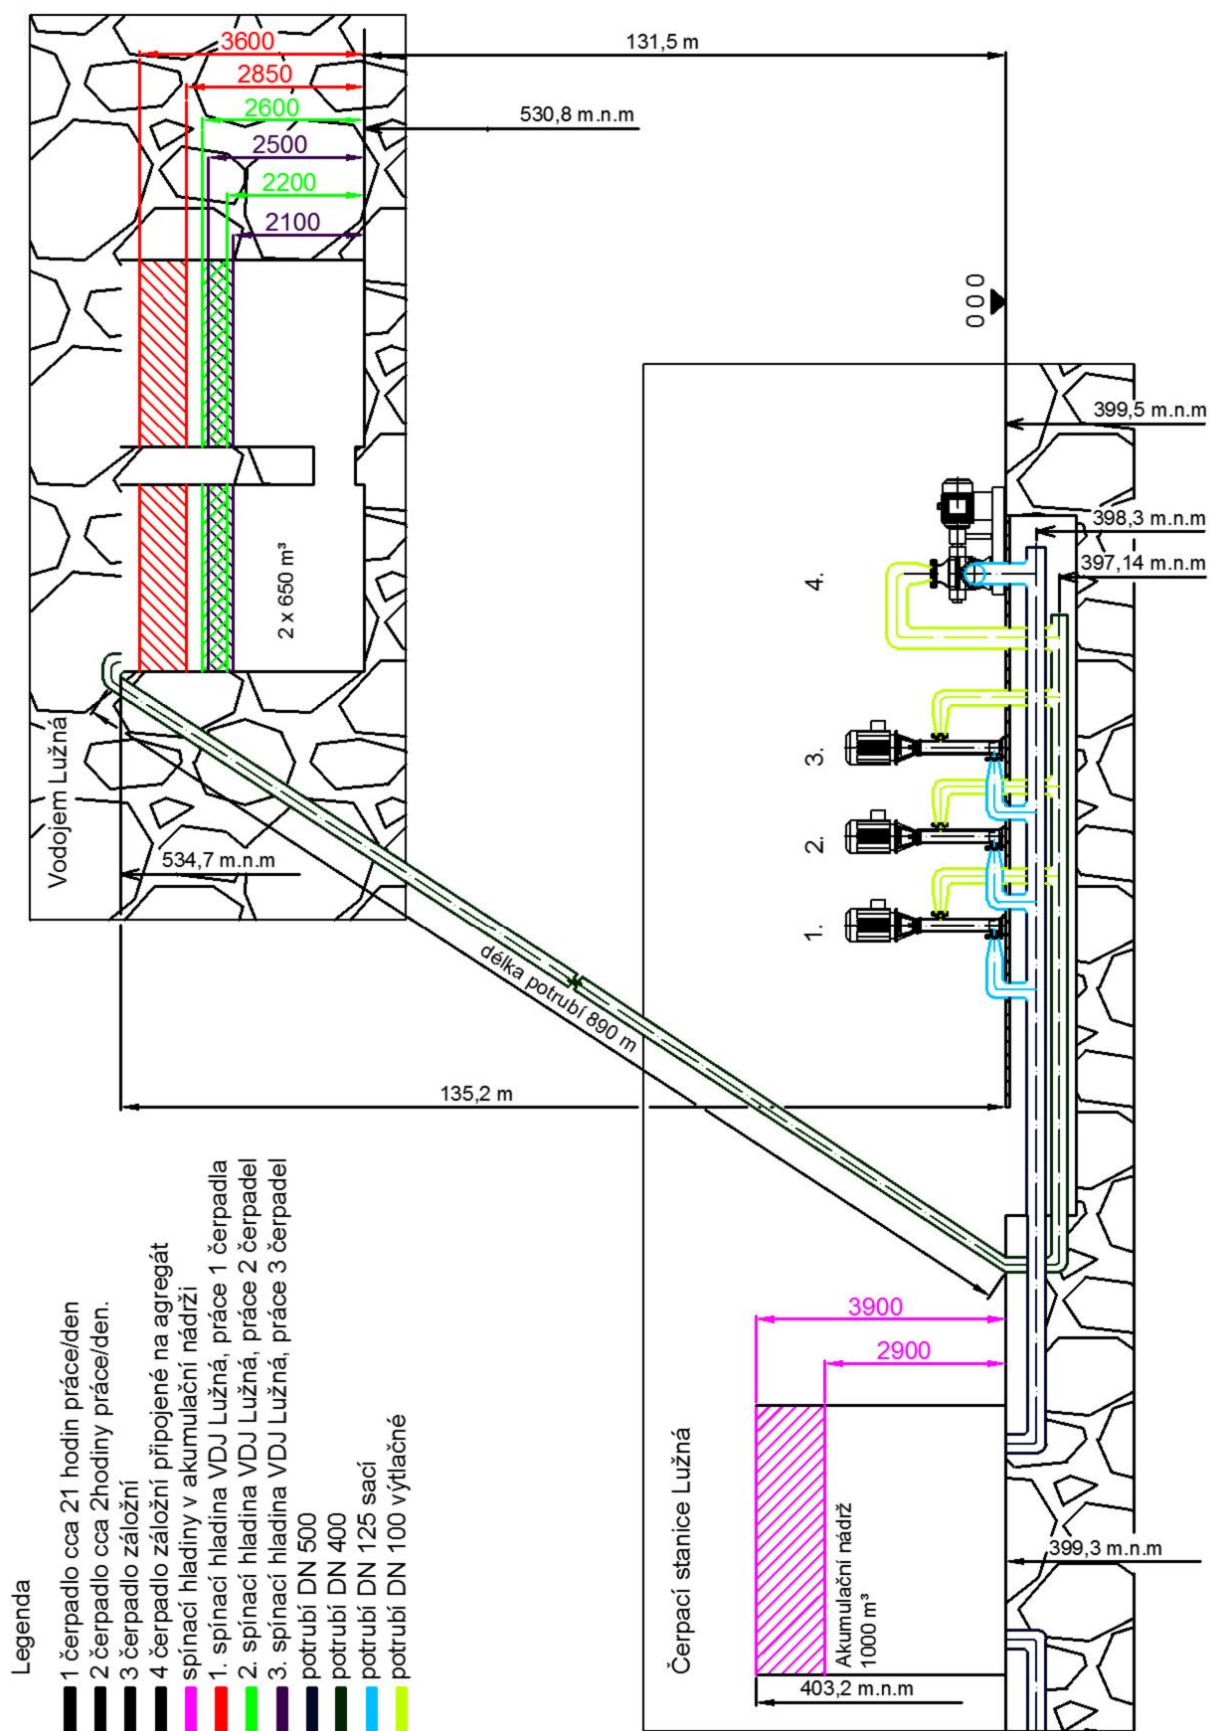 3600
2850
2600
2500
2200
2100
131,5 m
530,8 m.n.m
0 0 0
399,5 m.n.m
398,3 m.n.m
397,14 m.n.m
Vodojem Lužná
2 x 650 m³
534,7 m.n.m
délka potrubí 890 m
135,2 m
4.
3.
2.
1.
Čerpací stanice Lužná
3900
2900
Akumulační nádrž
1000 m³
399,3 m.n.m
403,2 m.n.m
Legenda
1 čerpadlo cca 21 hodin práce/den
2 čerpadlo cca 2hodiny práce/den.
3 čerpadlo záložní
4 čerpadlo záložní připojené na agregát
spínací hladiny v akumulační nádrži
1. spínací hladina VDJ Lužná, práce 1 čerpadla
2. spínací hladina VDJ Lužná, práce 2 čerpadel
3. spínací hladina VDJ Lužná, práce 3 čerpadel
potrubí DN 500
potrubí DN 400
potrubí DN 125 sací
potrubí DN 100 výtlačné